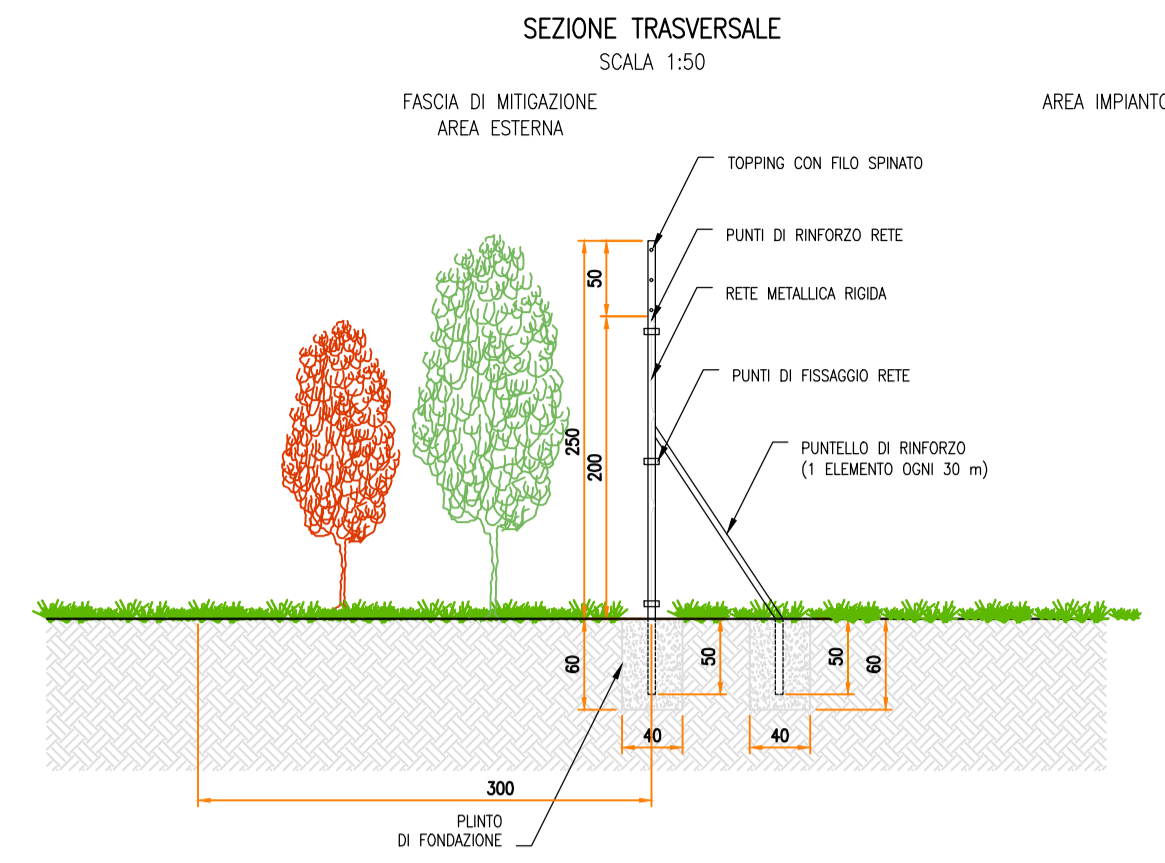 SEZIONE TRASVERSALE
SCALA 1:50
FASCIA DI MITIGAZIONE
AREA ESTERNA
AREA IMPIANTO
TOPPING CON FILO SPINATO
PUNTI DI RINFORZO RETE
RETE METALLICA RIGIDA
PUNTI DI FISSAGGIO RETE
PUNTELLO DI RINFORZO
(1 ELEMENTO OGNI 30 m)
50
250
200
60
50
50
60
40
40
300
PLINTO
DI FONDAZIONE